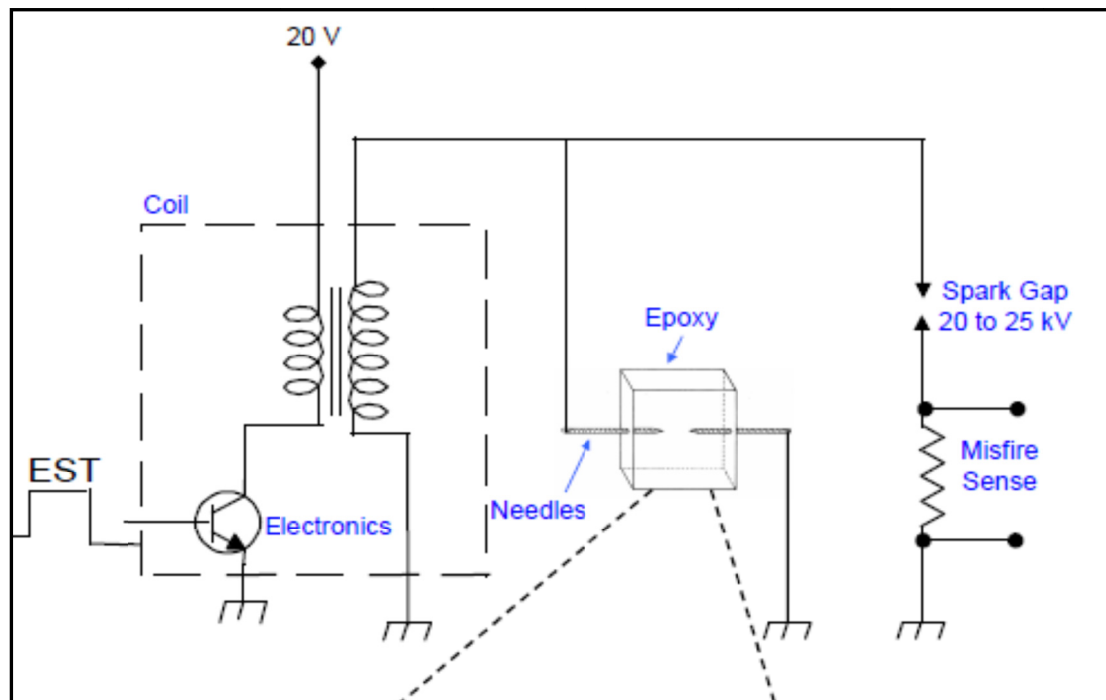 20 V
Coil
Epoxy
Spark Gap
20 to 25 kV
EST
Electronics
Needles
Misfire
Sense